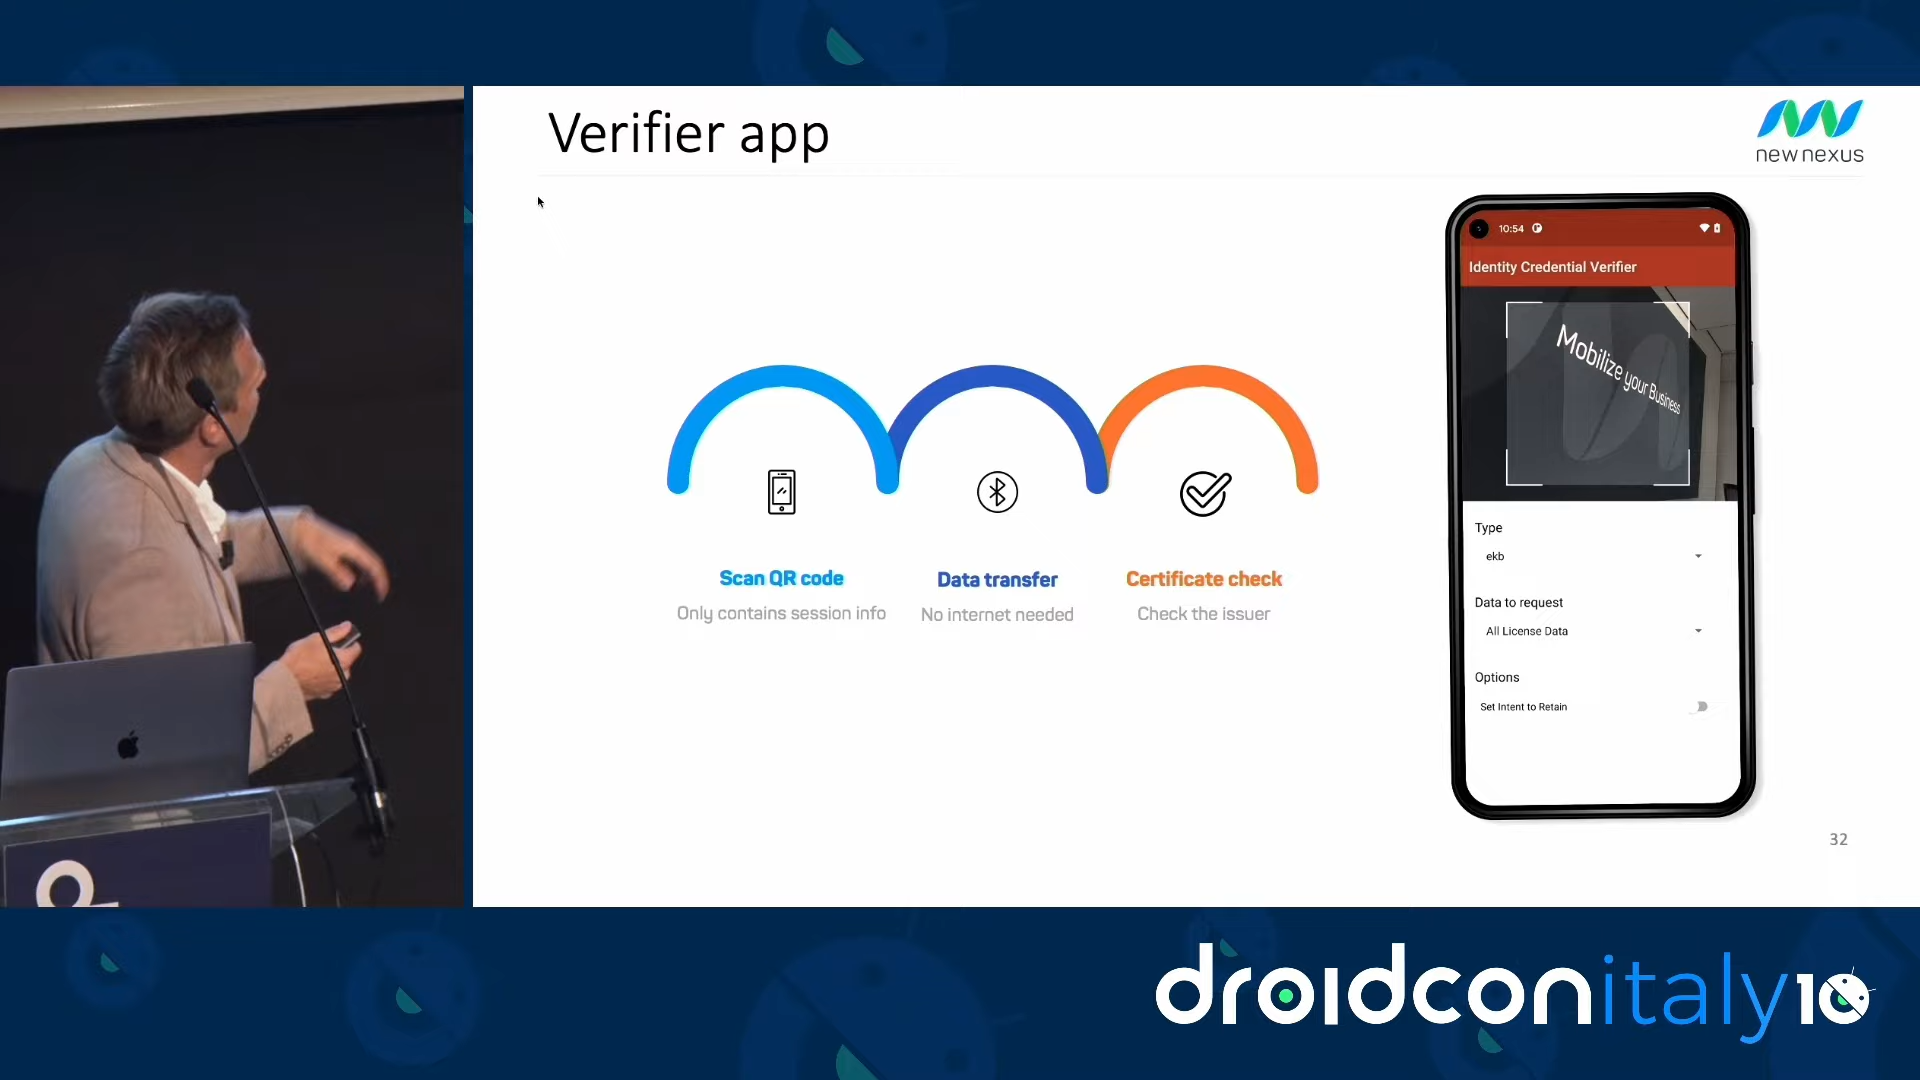 Verifier app
new nexus
10:54
Identity Credential Verifier
Mobilize your Business
Type
ekb
Data to request
All License Data
Options
Set Intent to Retain
Scan QR code
Only contains session info
Data transfer
No internet needed
Certificate check
Check the issuer
32
droidconitaly10